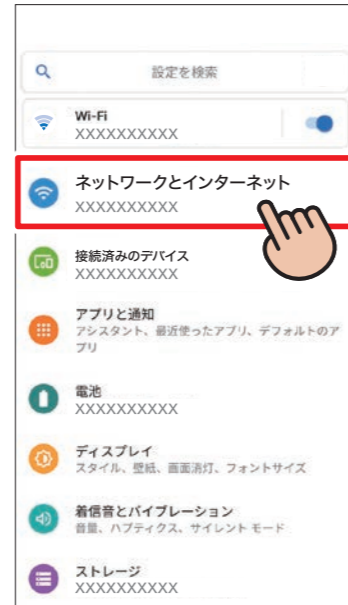 設定を検索
Wi-Fi
XXXXXXXXXX
ネットワークとインターネット
XXXXXXXXXX
接続済みのデバイス
XXXXXXXXXX
アプリと通知
アシスタント、最近使ったアプリ、デフォルトのア
プリ
電池
XXXXXXXXXX
ディスプレイ
スタイル、壁紙、画面消灯、フォントサイズ
着信音とバイブレーション
音量、ハプティクス、サイレント モード
ストレージ
XXXXXXXXXX